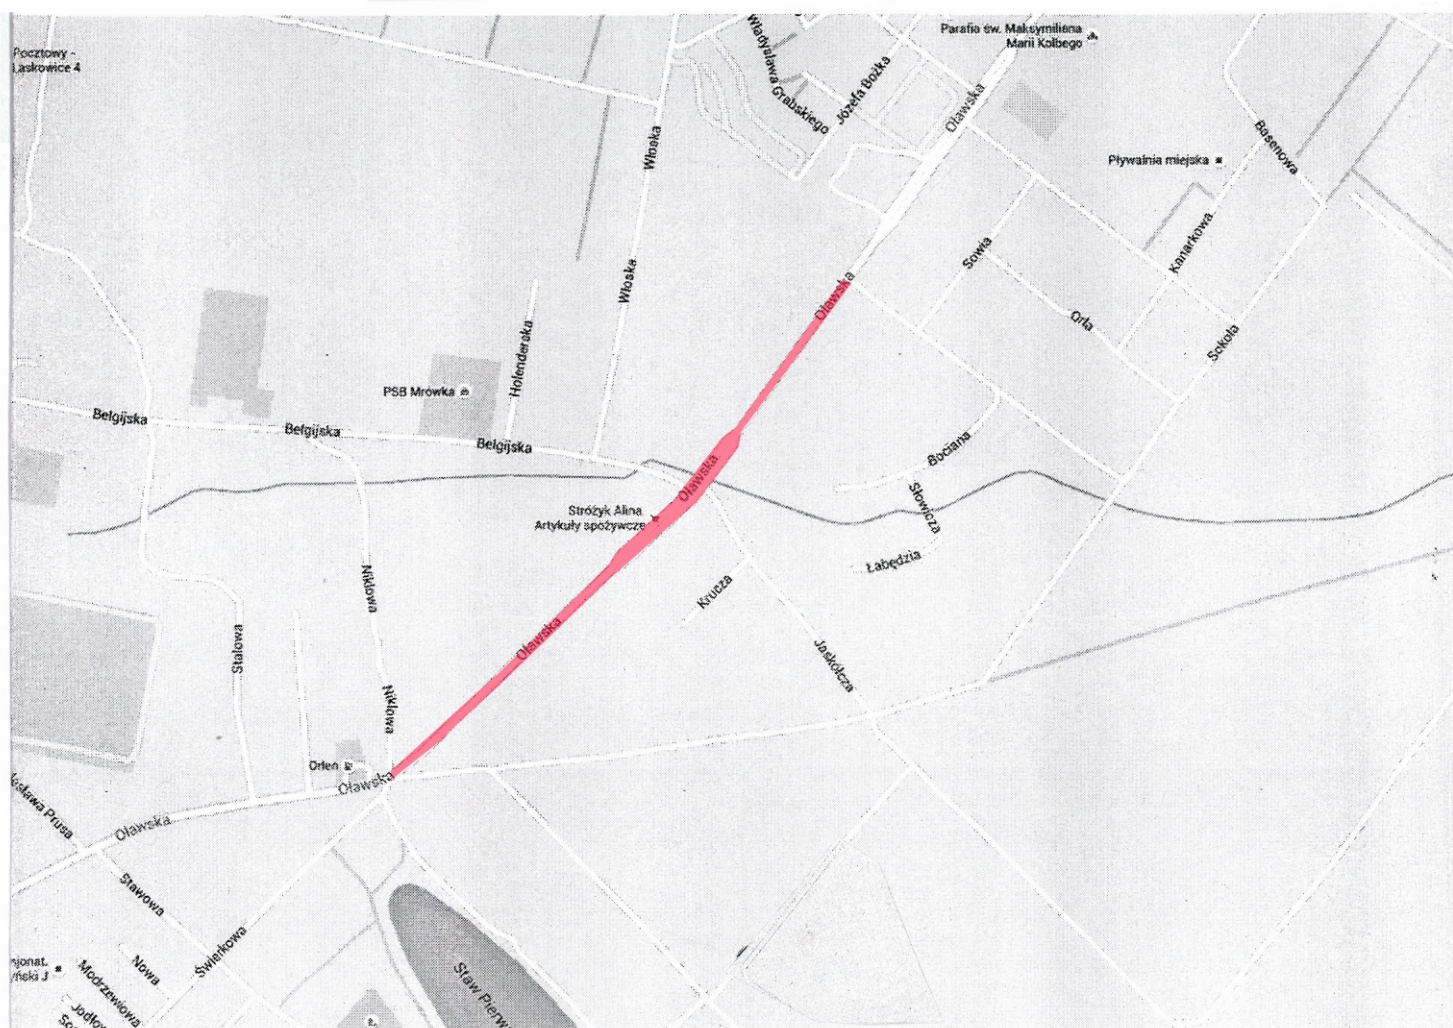 Pocztowy -
Laskowice 4
Władysława Grabskiego
Józefa Bożka
Parafia św. Maksymiliana
Marii Kolbego
Oławska
Włoska
Pływalnia miejska
Basenowa
Kanarkowa
Sowia
Włoska
Oławska
Orla
Sokola
Holenderska
PSB Mrówka
Belgijska
Belgijska
Belgijska
Bociana
Oławska
Słowicza
Stróżyk Alina
Artykuły spożywcze
Łabędzia
Krucza
Niklowa
Stalowa
Oławska
Jaskółcza
Niklowa
Orlen
Oławska
Oławska
Prusa
Stawowa
Świerkowa
Nowa
Modrzewiowa
Staw Pierw